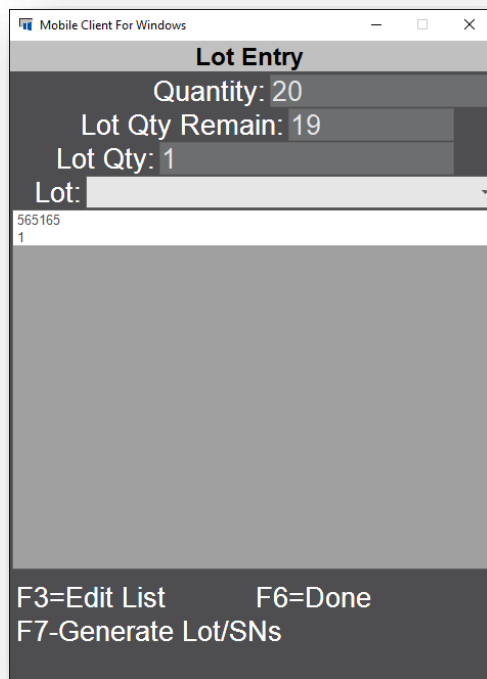 Mobile Client For Windows
Lot Entry
Quantity: 20
Lot Qty Remain: 19
Lot Qty: 1
Lot:
565165
1
F3=Edit List F6=Done
F7-Generate Lot/SNs